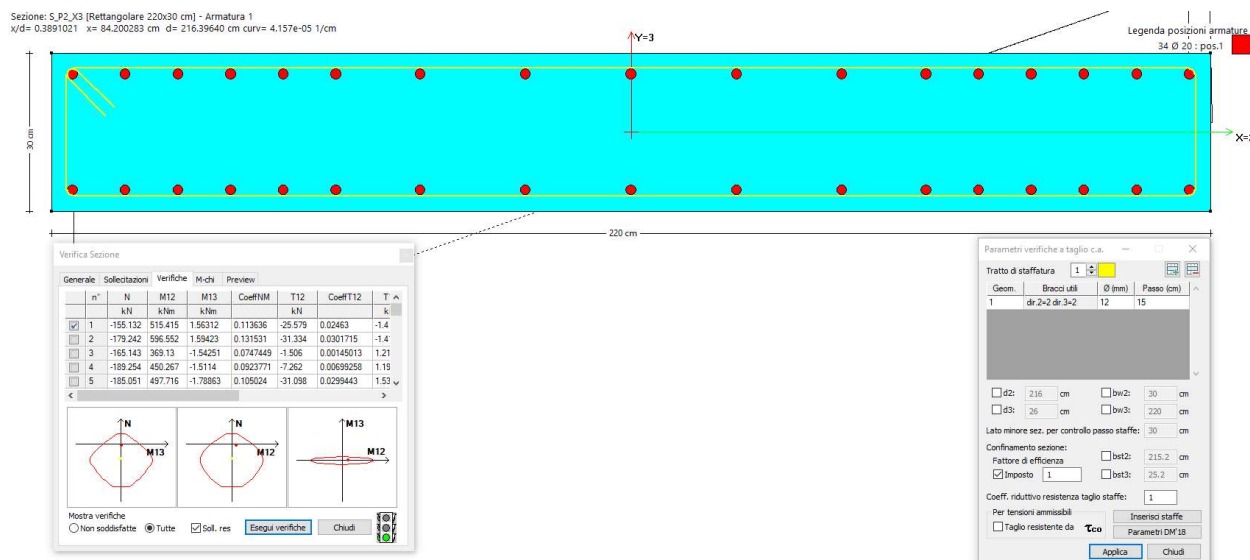 Sezione: S_P2_X3 [Rettangolare 220x30 cm] - Armatura 1
x/d= 0.3891021 x= 84.200283 cm d= 216.39640 cm curv= 4.157e-05 1/cm
Legenda posizioni armature
34 Ø 20 : pos.1
Y=3
X=2
30 cm
220 cm
Verifica Sezione
Generale Sollecitazioni Verifiche M-chi Preview
n° N M12 M13 CoeffNM T12 CoeffT12 T
kN kNm kNm kN k
1 -155.132 515.415 1.56312 0.113636 -25.579 0.02463 -1.4
2 -179.242 596.552 1.59423 0.131531 -31.334 0.0301715 -1.4
3 -165.143 369.13 -1.54251 0.0747449 -1.506 0.00145013 1.21
4 -189.254 450.267 -1.5114 0.0923771 -7.262 0.00699258 1.19
5 -185.051 497.716 -1.78863 0.105024 -31.098 0.0299443 1.53
N M13
N M12
M13 M12
Mostra verifiche
Non soddisfatte Tutte Soll. res Esegui verifiche Chiudi
Parametri verifiche a taglio c.a.
Tratto di staffatura 1
Geom. Bracci utili Ø (mm) Passo (cm)
1 dir.2=2 dir.3=2 12 15
d2: 216 cm bw2: 30 cm
d3: 26 cm bw3: 220 cm
Lato minore sez. per controllo passo staffe: 30 cm
Confinamento sezione:
Fattore di efficienza
Imposto 1
bst2: 215.2 cm
bst3: 25.2 cm
Coeff. riduttivo resistenza taglio staffe: 1
Per tensioni ammissibili
Taglio resistente da τco
Inserisci staffe
Parametri DM'18
Applica Chiudi